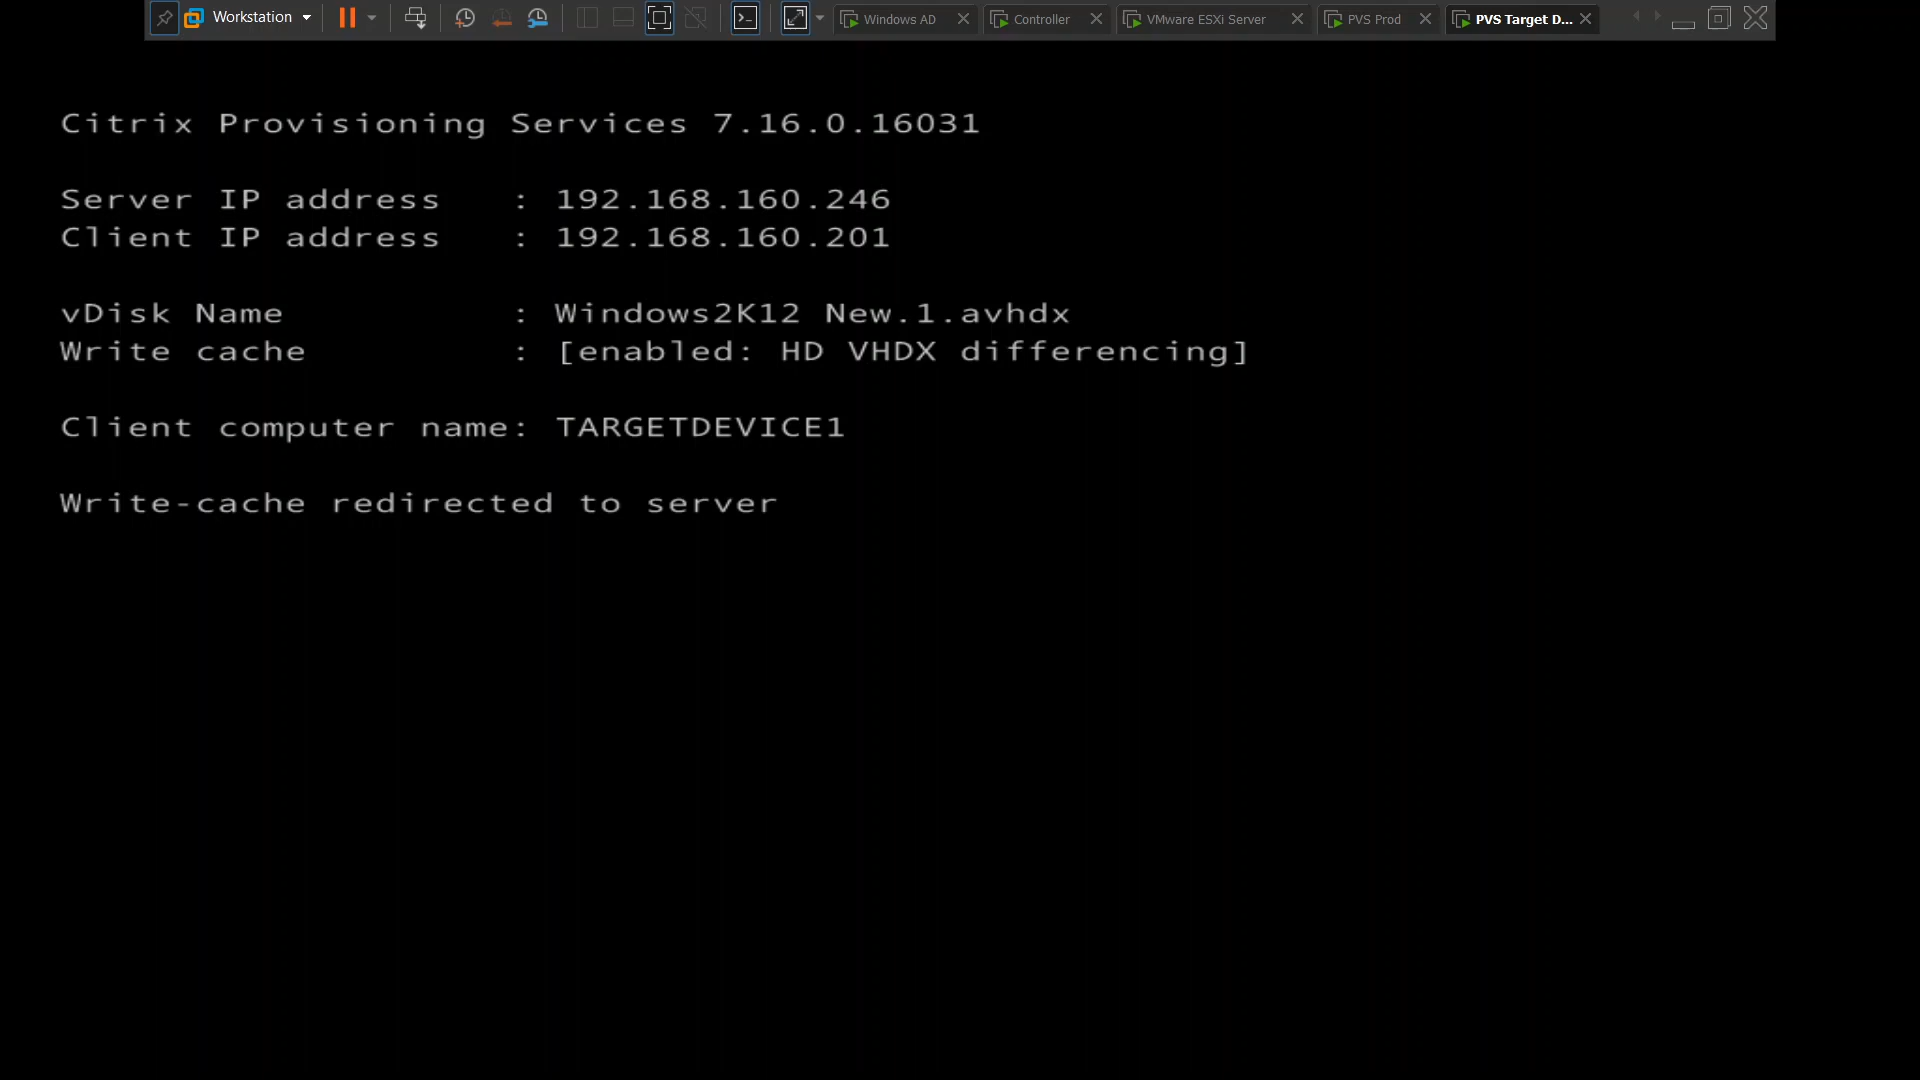 Workstation
Windows AD
Controller
VMware ESXi Server
PVS Prod
PVS Target D...
Citrix Provisioning Services 7.16.0.16031
Server IP address : 192.168.160.246
Client IP address : 192.168.160.201
vDisk Name : Windows2K12 New.1.avhdx
Write cache : [enabled: HD VHDX differencing]
Client computer name: TARGETDEVICE1
Write-cache redirected to server